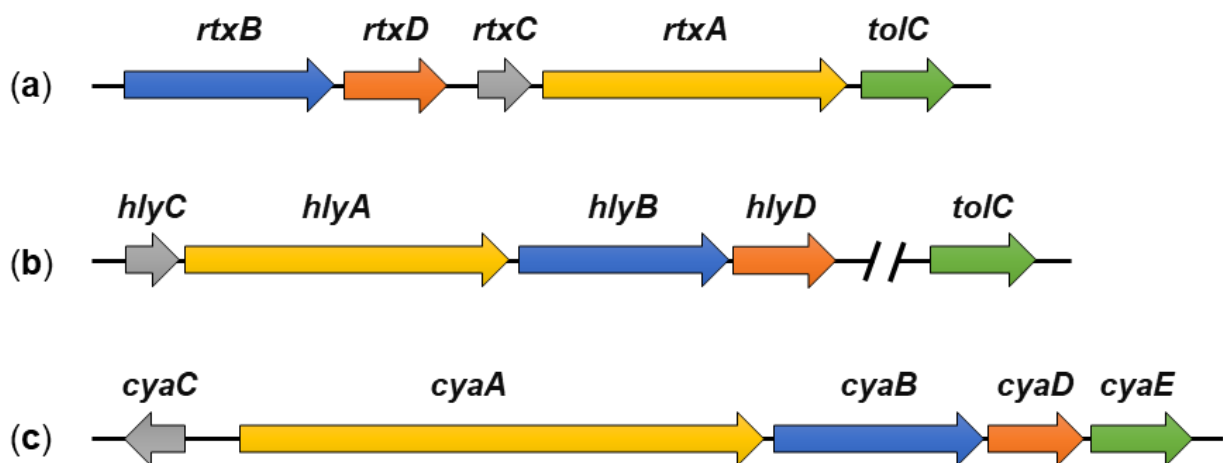 rtxB rtxD rtxC rtxA tolC
(a)
hlyC hlyA hlyB hlyD tolC
(b)
cyaC cyaA cyaB cyaD cyaE
(c)